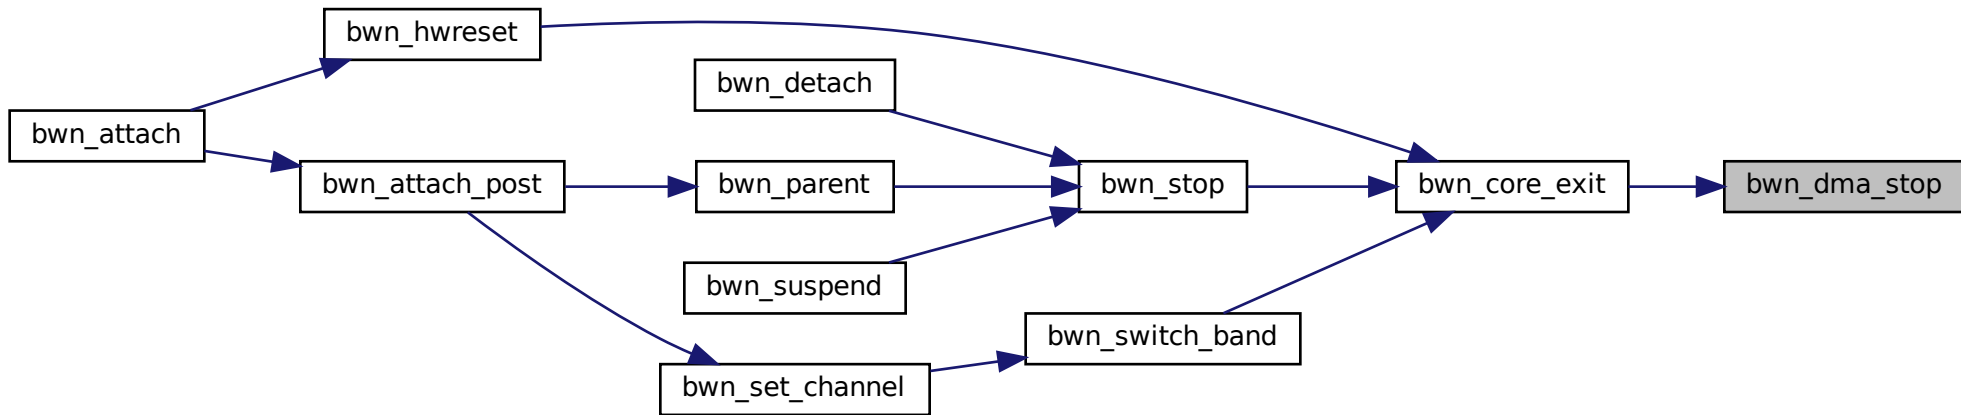 bwn_hwreset
bwn_detach
bwn_attach
bwn_attach_post
bwn_parent
bwn_stop
bwn_core_exit
bwn_dma_stop
bwn_suspend
bwn_switch_band
bwn_set_channel